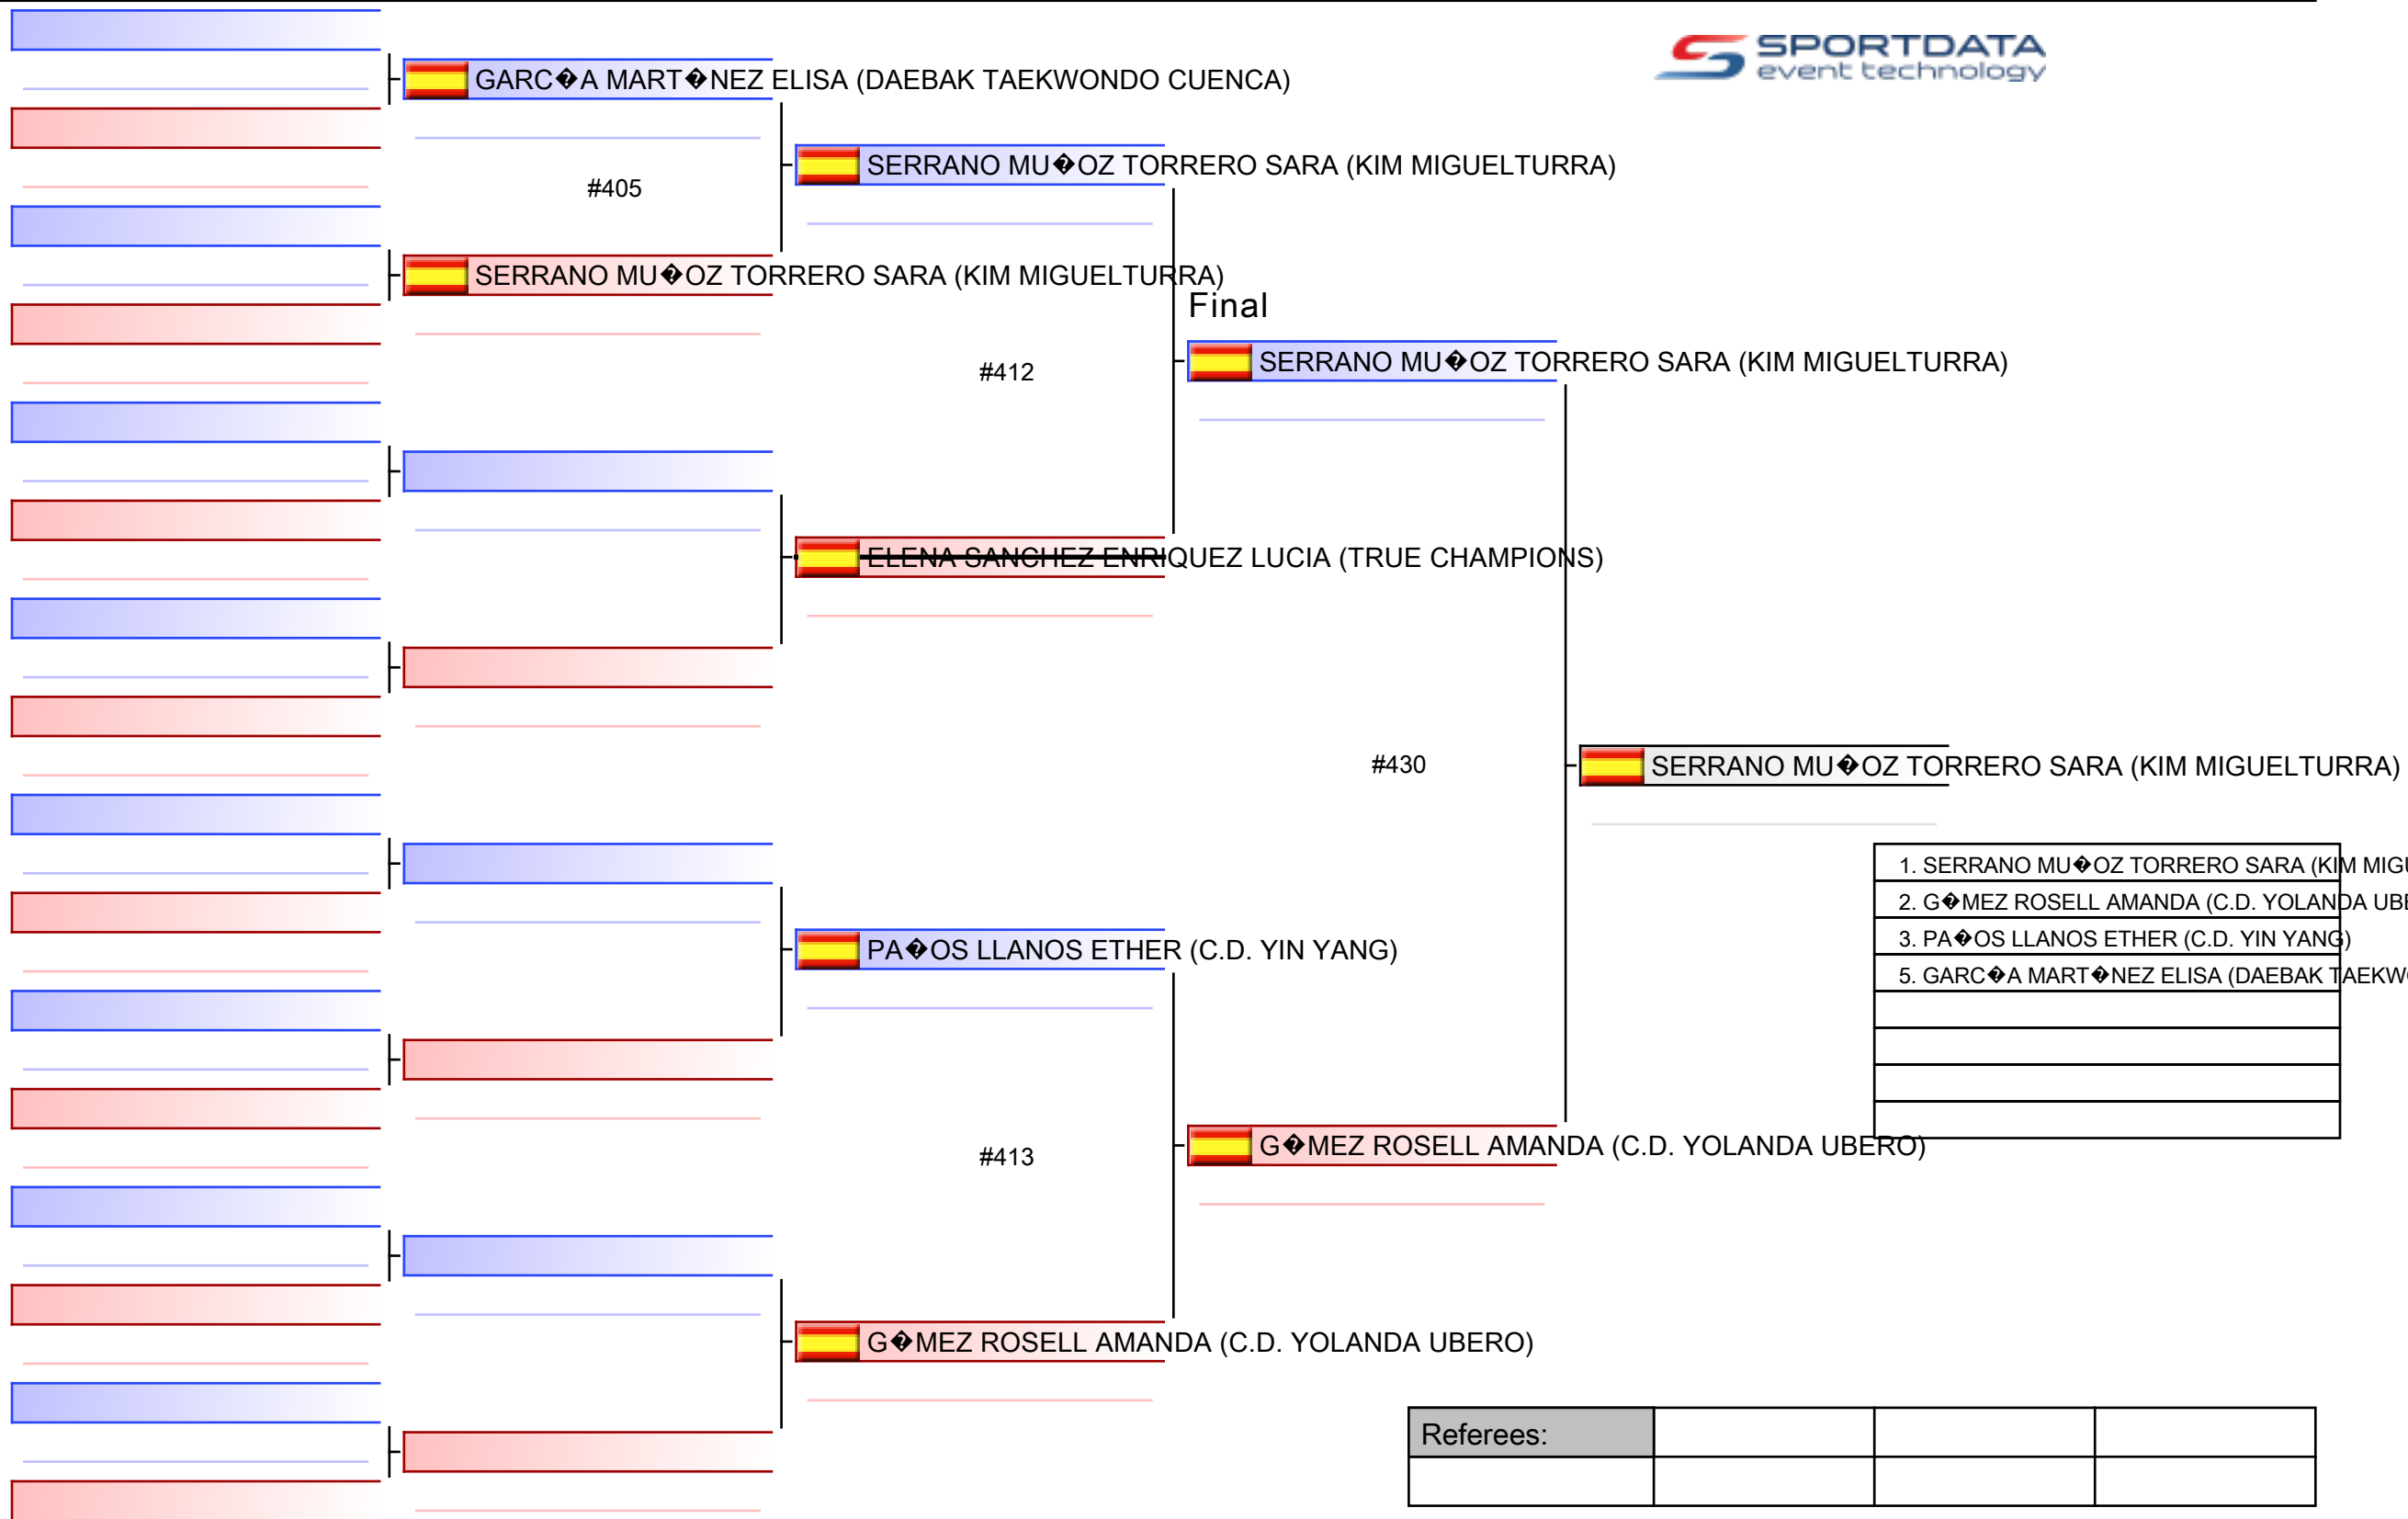 SPORTDATA
event technology
GARC�A MART�NEZ ELISA (DAEBAK TAEKWONDO CUENCA)
SERRANO MU�OZ TORRERO SARA (KIM MIGUELTURRA)
#405
SERRANO MU�OZ TORRERO SARA (KIM MIGUELTURRA)
Final
SERRANO MU�OZ TORRERO SARA (KIM MIGUELTURRA)
#412
ELENA SANCHEZ ENRIQUEZ LUCIA (TRUE CHAMPIONS)
#430
SERRANO MU�OZ TORRERO SARA (KIM MIGUELTURRA)
1. SERRANO MU�OZ TORRERO SARA (KIM MIGU
2. G�MEZ ROSELL AMANDA (C.D. YOLANDA UBE
3. PA�OS LLANOS ETHER (C.D. YIN YANG)
5. GARC�A MART�NEZ ELISA (DAEBAK TAEKW
PA�OS LLANOS ETHER (C.D. YIN YANG)
#413
G�MEZ ROSELL AMANDA (C.D. YOLANDA UBERO)
G�MEZ ROSELL AMANDA (C.D. YOLANDA UBERO)
Referees: